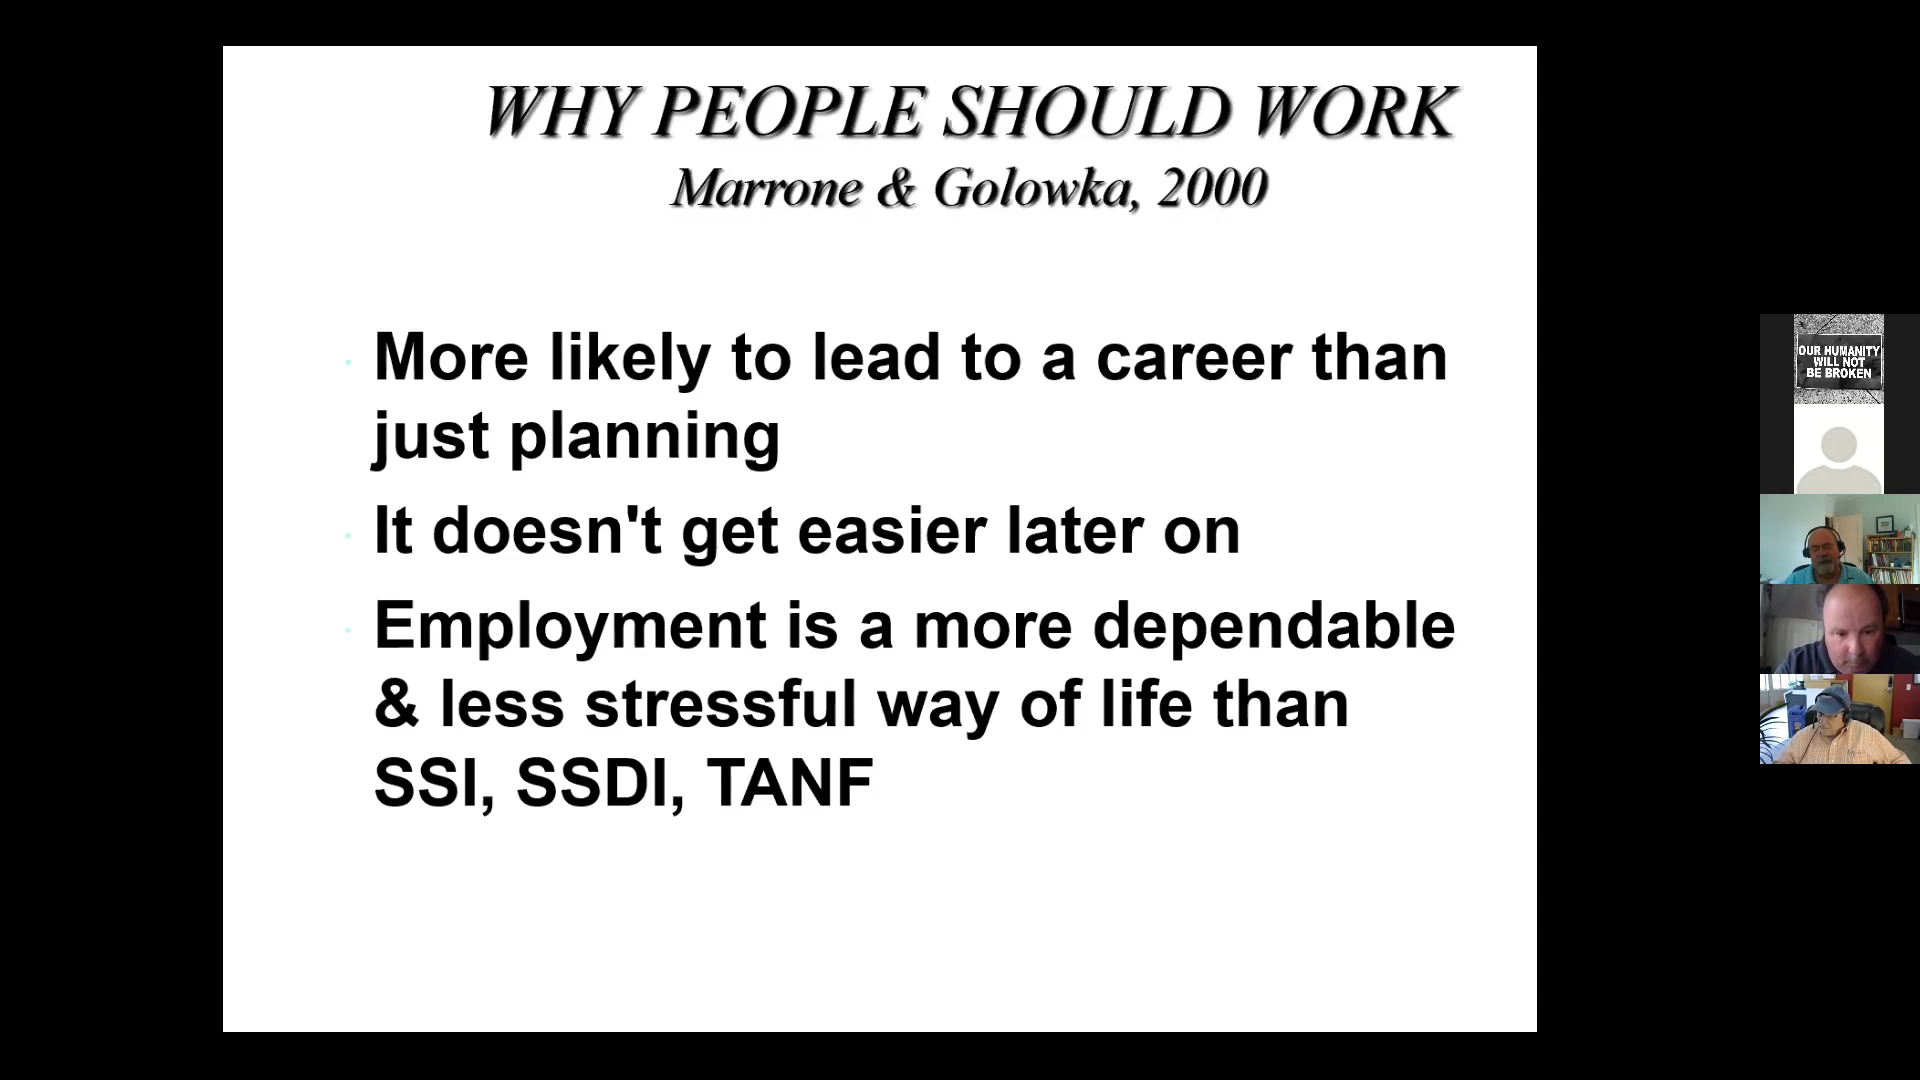 WHY PEOPLE SHOULD WORK
Marrone & Golowka, 2000
More likely to lead to a career than
just planning
It doesn't get easier later on
Employment is a more dependable
& less stressful way of life than
SSI, SSDI, TANF
OUR HUMANITY
WILL NOT
BE BROKEN